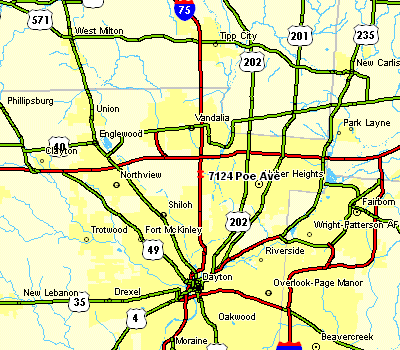 75
571
West Milton
Tipp City
201
235
202
New Carlis
Phillipsburg
Union
Vandalia
Park Layne
Englewood
40
Clayton
Northview
7124 Poe Ave
ber Heights
Shiloh
Fairborn
Trotwood
Fort McKinley
202
Wright-Patterson AF
49
Riverside
Dayton
New Lebanon
35
Drexel
Overlook-Page Manor
4
Oakwood
Moraine
Beavercreek